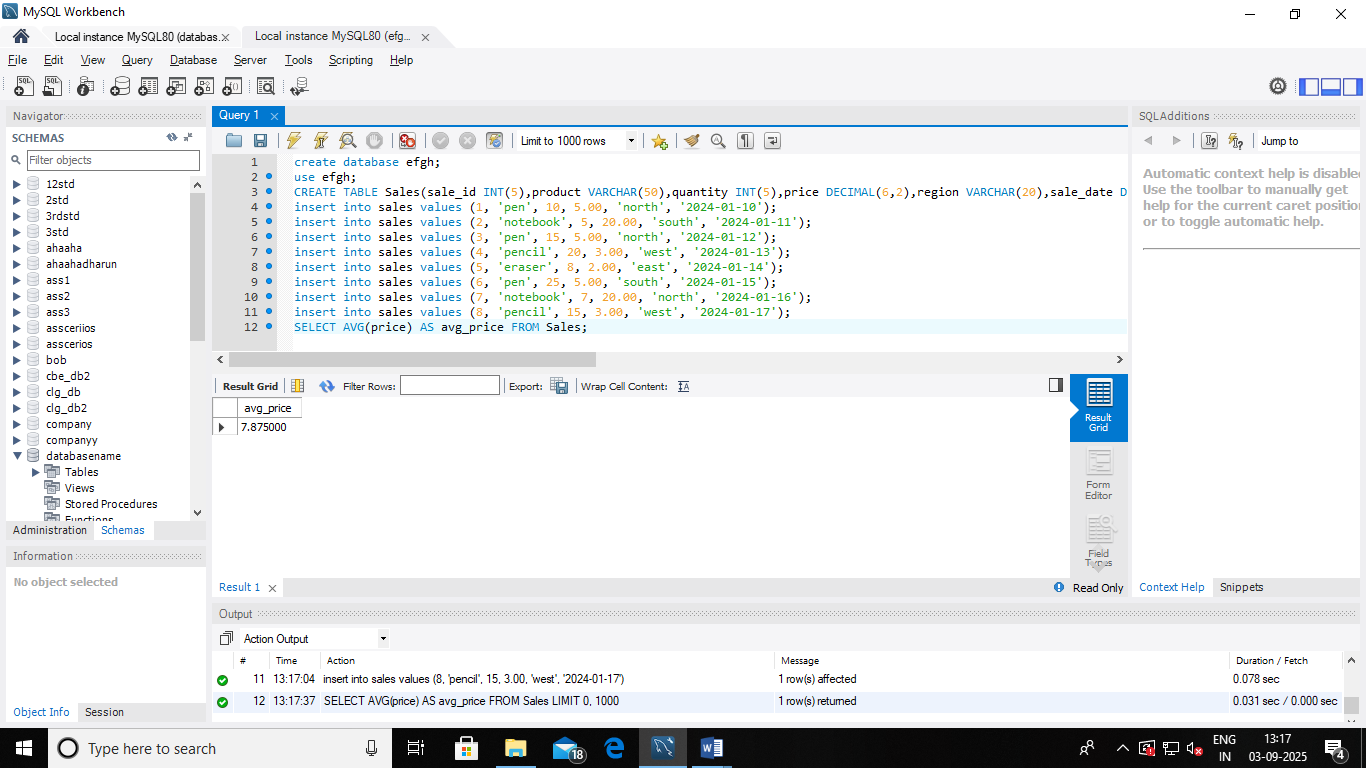 MySQL Workbench
Local instance MySQL80 (databas...
Local instance MySQL80 (efg...
File Edit View Query Database Server Tools Scripting Help
Navigator
SCHEMAS
Filter objects
12std
2std
3rdstd
3std
ahaaha
ahaahadharun
ass1
ass2
ass3
assceriios
asscerios
bob
cbe_db2
clg_db
clg_db2
company
companyy
databasename
Tables
Views
Stored Procedures
Functions
Administration Schemas
Information
No object selected
Object Info Session
Query 1
Limit to 1000 rows
1 create database efgh;
2 use efgh;
3 CREATE TABLE Sales(sale_id INT(5),product VARCHAR(50),quantity INT(5),price DECIMAL(6,2),region VARCHAR(20),sale_date D
4 insert into sales values (1, 'pen', 10, 5.00, 'north', '2024-01-10');
5 insert into sales values (2, 'notebook', 5, 20.00, 'south', '2024-01-11');
6 insert into sales values (3, 'pen', 15, 5.00, 'north', '2024-01-12');
7 insert into sales values (4, 'pencil', 20, 3.00, 'west', '2024-01-13');
8 insert into sales values (5, 'eraser', 8, 2.00, 'east', '2024-01-14');
9 insert into sales values (6, 'pen', 25, 5.00, 'south', '2024-01-15');
10 insert into sales values (7, 'notebook', 7, 20.00, 'north', '2024-01-16');
11 insert into sales values (8, 'pencil', 15, 3.00, 'west', '2024-01-17');
12 SELECT AVG(price) AS avg_price FROM Sales;
Result Grid Filter Rows: Export: Wrap Cell Content:
avg_price
7.875000
Result Grid
Form Editor
Field Types
Result 1
Read Only
SQLAdditions
Jump to
Automatic context help is disabled
Use the toolbar to manually get
help for the current caret position
or to toggle automatic help.
Context Help Snippets
Output
Action Output
# Time Action Message Duration / Fetch
11 13:17:04 insert into sales values (8, 'pencil', 15, 3.00, 'west', '2024-01-17') 1 row(s) affected 0.078 sec
12 13:17:37 SELECT AVG(price) AS avg_price FROM Sales LIMIT 0, 1000 1 row(s) returned 0.031 sec / 0.000 sec
Type here to search
18
ENG
IN
13:17
03-09-2025
4